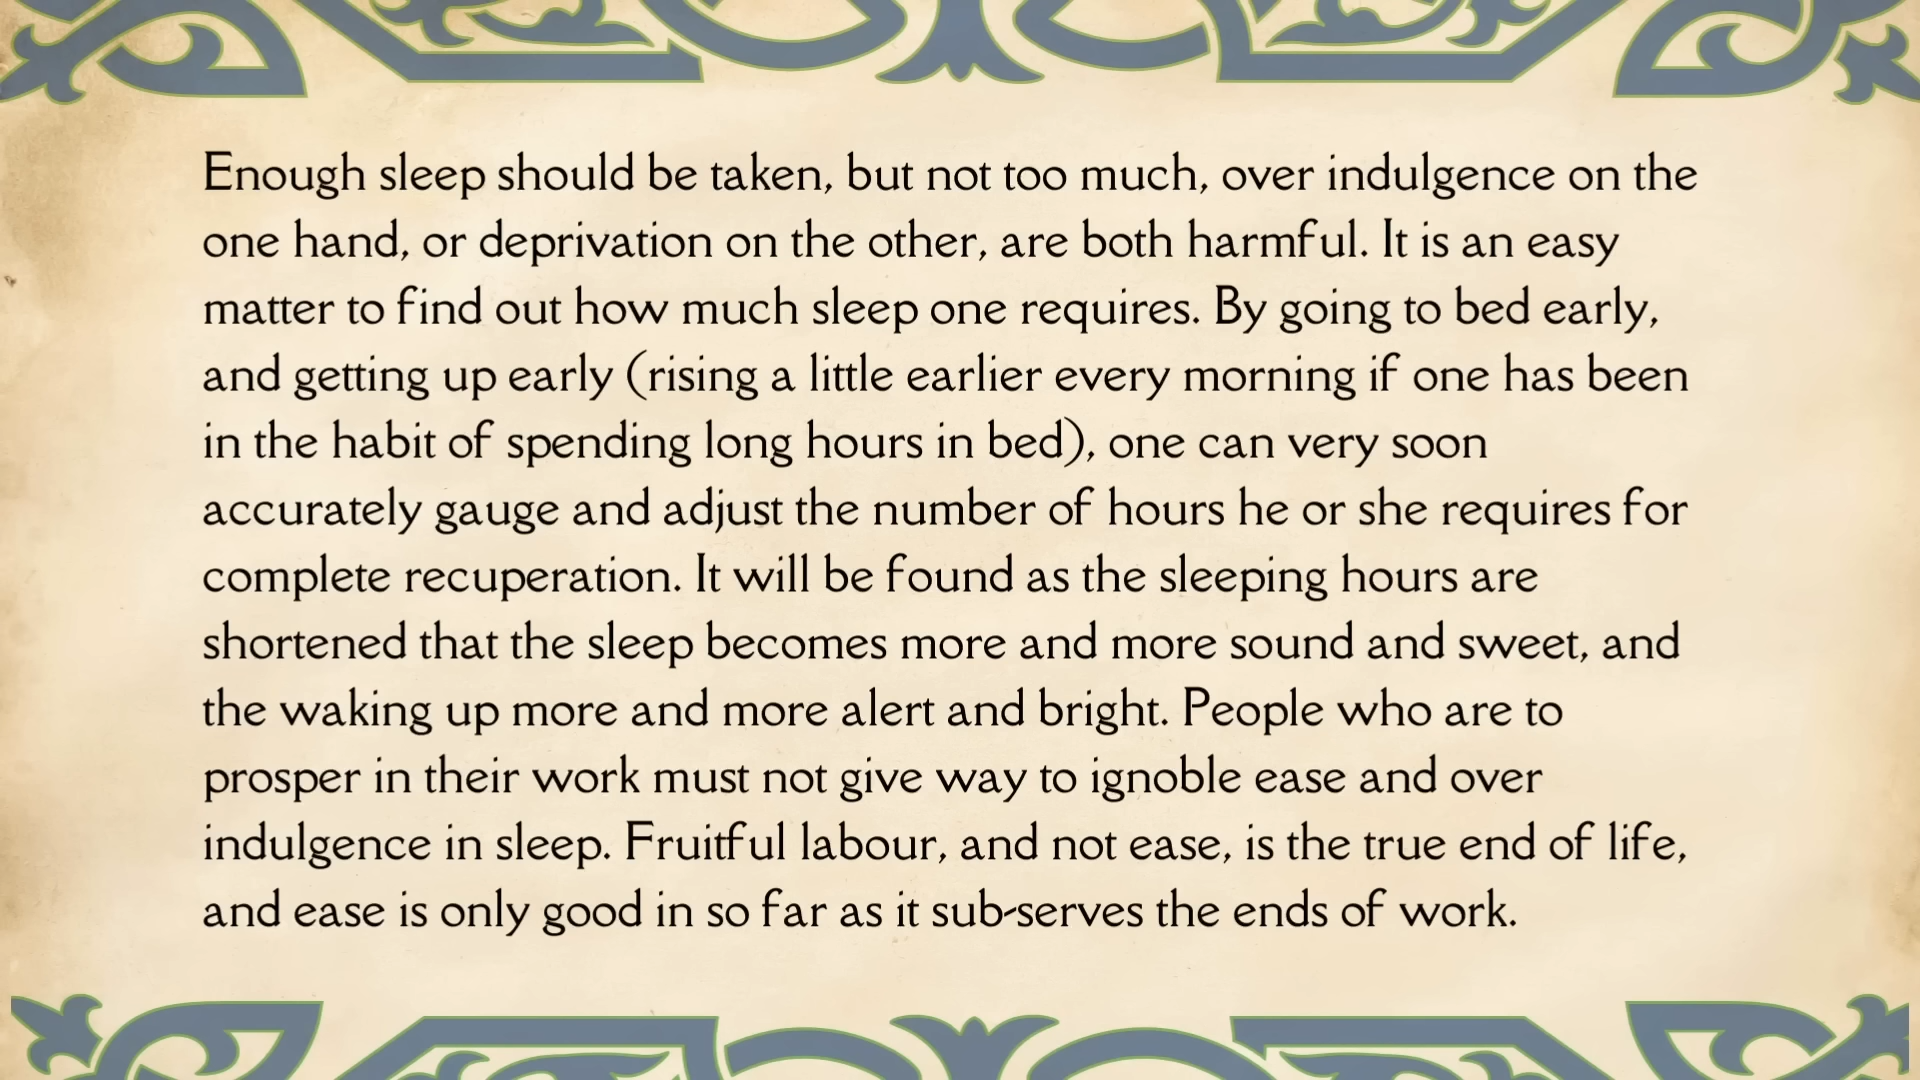 Enough sleep should be taken, but not too much, over indulgence on the
one hand, or deprivation on the other, are both harmful. It is an easy
matter to find out how much sleep one requires. By going to bed early,
and getting up early (rising a little earlier every morning if one has been
in the habit of spending long hours in bed), one can very soon
accurately gauge and adjust the number of hours he or she requires for
complete recuperation. It will be found as the sleeping hours are
shortened that the sleep becomes more and more sound and sweet, and
the waking up more and more alert and bright. People who are to
prosper in their work must not give way to ignoble ease and over
indulgence in sleep. Fruitful labour, and not ease, is the true end of life,
and ease is only good in so far as it sub-serves the ends of work.